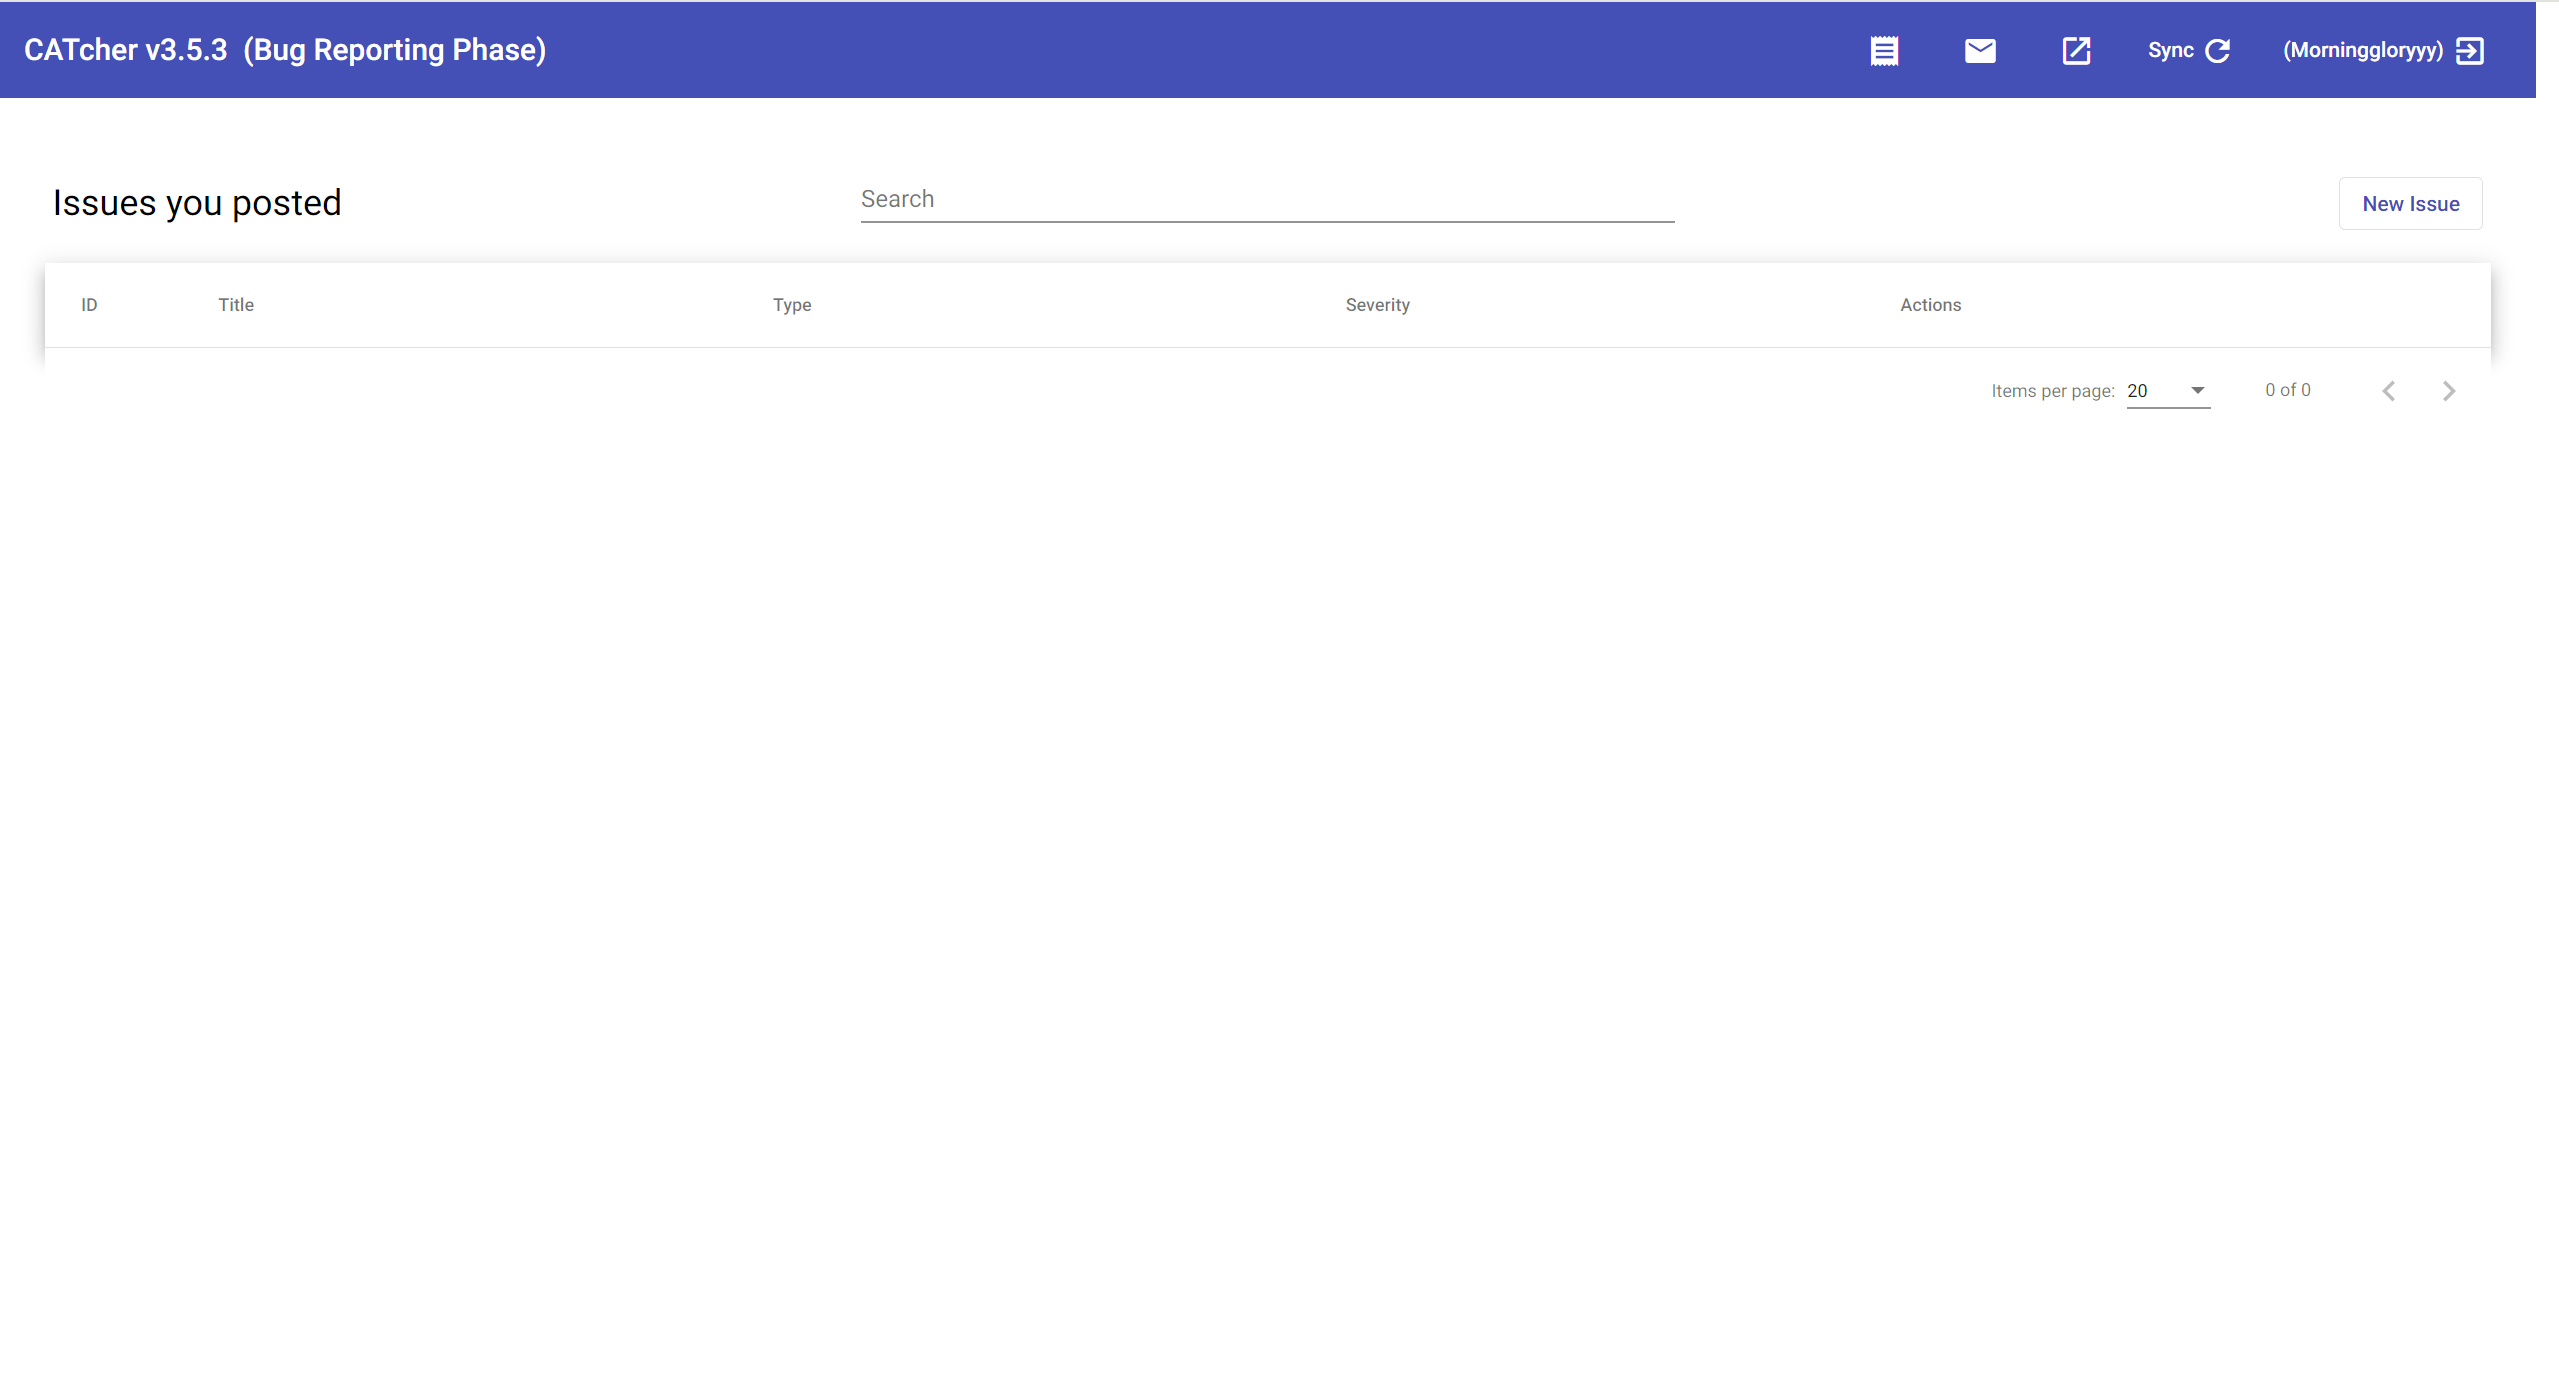 CATcher v3.5.3 (Bug Reporting Phase) Sync (Morninggloryyy)
Issues you posted Search New Issue
ID Title Type Severity Actions
Items per page: 20 0 of 0